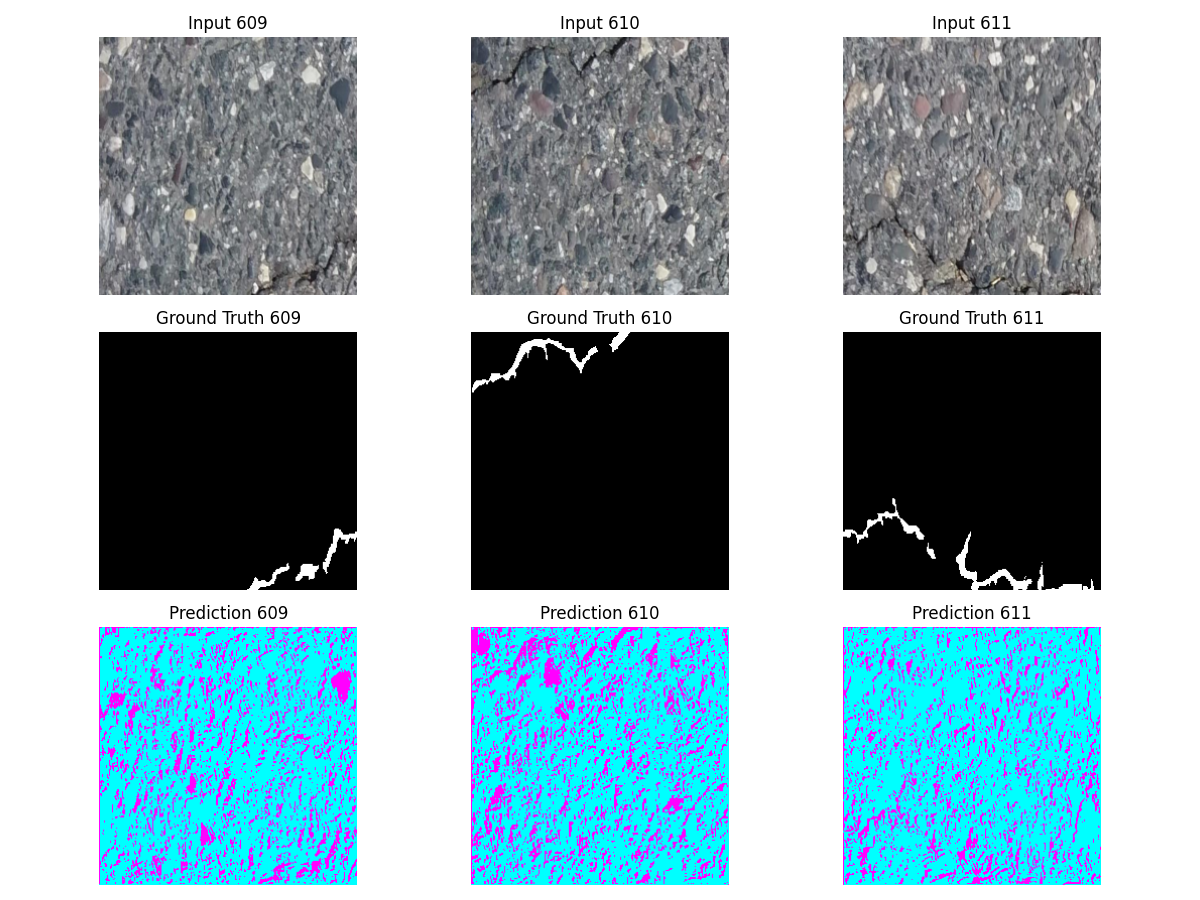 Input 609
Input 610
Input 611
Ground Truth 609
Ground Truth 610
Ground Truth 611
Prediction 609
Prediction 610
Prediction 611